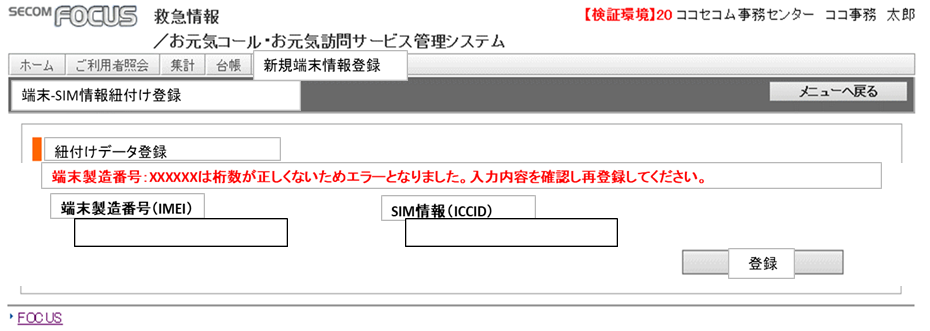 SECOM FOCUS 救急情報 【検証環境】20 ココセコム事務センター ココ事務 太郎
／お元気コール・お元気訪問サービス管理システム
ホーム ご利用者照会 集計 台帳 新規端末情報登録
端末-SIM情報紐付け登録 メニューへ戻る
紐付けデータ登録
端末製造番号：XXXXXXは桁数が正しくないためエラーとなりました。入力内容を確認し再登録してください。
端末製造番号（IMEI） SIM情報（ICCID）
登録
FOCUS